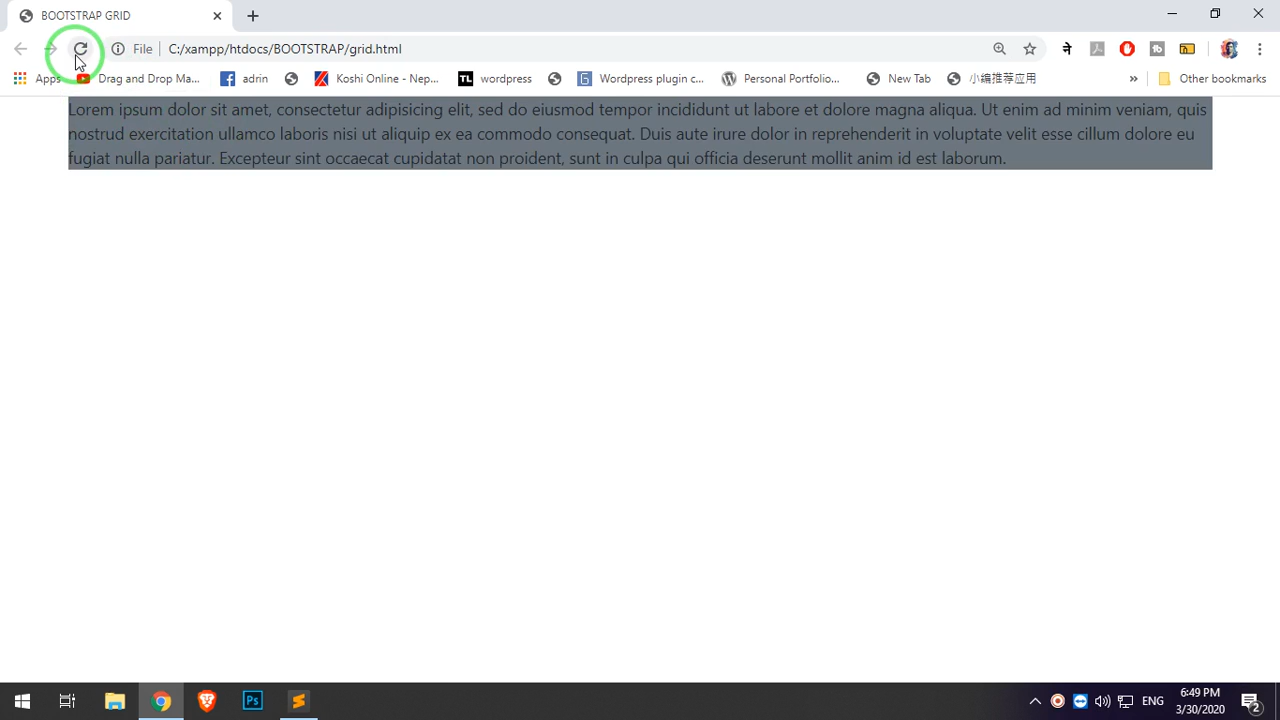 BOOTSTRAP GRID
File
C:/xampp/htdocs/BOOTSTRAP/grid.html
ने
Apps
Drag and Drop Ma...
adrin
Koshi Online - Nep...
TL
wordpress
G
Wordpress plugin c...
Personal Portfolio...
New Tab
小编推荐应用
»
Other bookmarks
Lorem ipsum dolor sit amet, consectetur adipisicing elit, sed do eiusmod tempor incididunt ut labore et dolore magna aliqua. Ut enim ad minim veniam, quis
nostrud exercitation ullamco laboris nisi ut aliquip ex ea commodo consequat. Duis aute irure dolor in reprehenderit in voluptate velit esse cillum dolore eu
fugiat nulla pariatur. Excepteur sint occaecat cupidatat non proident, sunt in culpa qui officia deserunt mollit anim id est laborum.
Ps
ENG
6:49 PM
3/30/2020
2